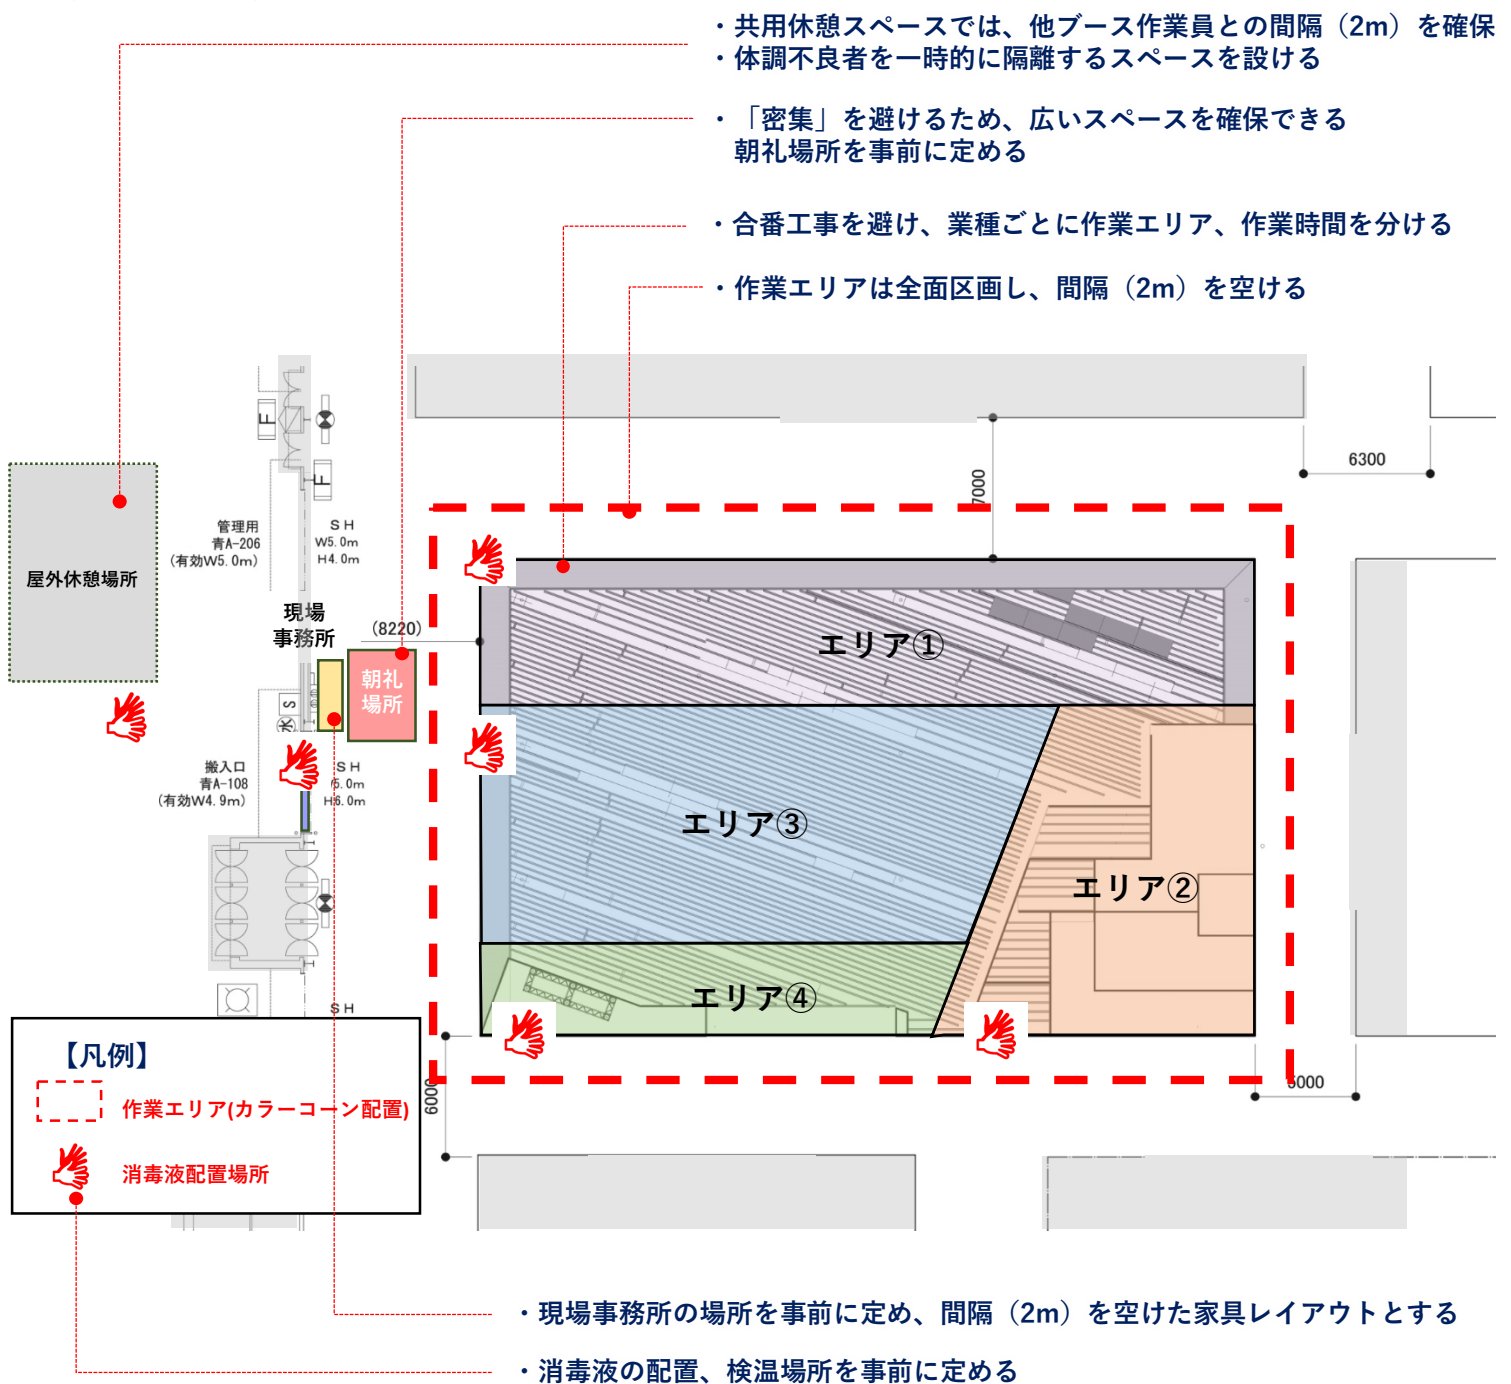 ・共用休憩スペースでは、他ブース作業員との間隔（2m）を確保
・体調不良者を一時的に隔離するスペースを設ける
・「密集」を避けるため、広いスペースを確保できる
朝礼場所を事前に定める
・合番工事を避け、業種ごとに作業エリア、作業時間を分ける
・作業エリアは全面区画し、間隔（2m）を空ける
F
F
6300
7000
管理用
青A-206
(有効W5.0m)
SH
W5.0m
H4.0m
屋外休憩場所
現場
事務所
(8220)
朝礼
場所
エリア①
S
水
搬入口
青A-108
(有効W4.9m)
SH
5.0m
H6.0m
エリア③
エリア②
エリア④
SH
【凡例】
作業エリア(カラーコーン配置)
消毒液配置場所
6000
5000
・現場事務所の場所を事前に定め、間隔（2m）を空けた家具レイアウトとする
・消毒液の配置、検温場所を事前に定める